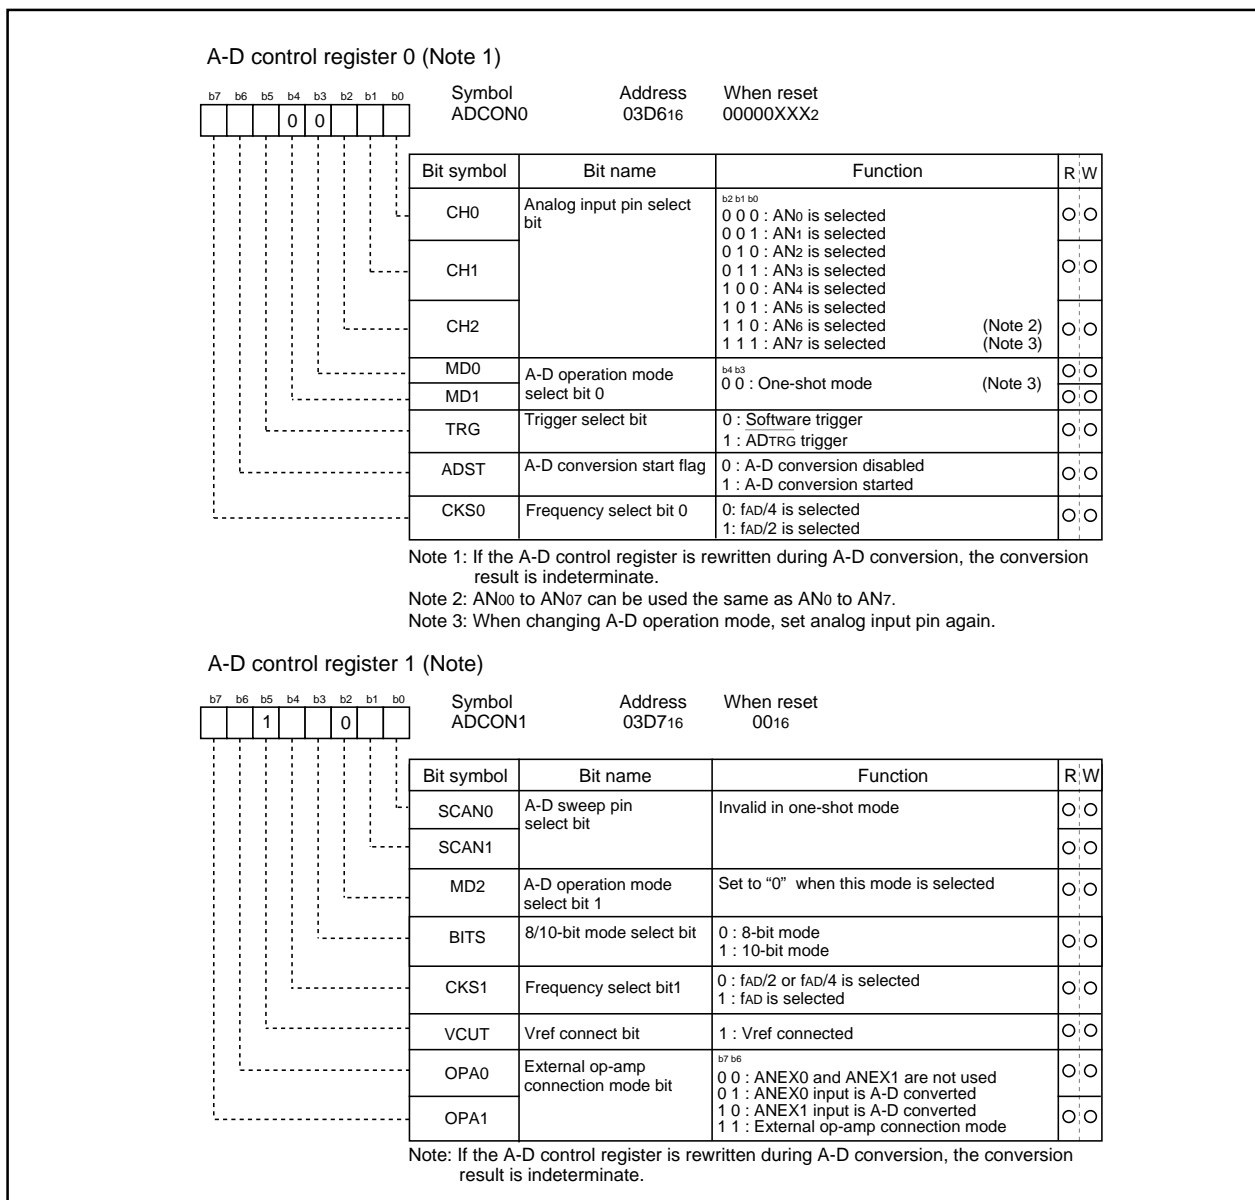 A-D control register 0 (Note 1)
b7 b6 b5 b4 b3 b2 b1 b0
0 0
Symbol Address When reset
ADCON0 03D616 00000XXX2
Bit symbol Bit name Function R W
CH0 Analog input pin select bit
b2 b1 b0
0 0 0 : AN0 is selected
0 0 1 : AN1 is selected
0 1 0 : AN2 is selected
CH1
0 1 1 : AN3 is selected
1 0 0 : AN4 is selected
1 0 1 : AN5 is selected
CH2
1 1 0 : AN6 is selected (Note 2)
1 1 1 : AN7 is selected (Note 3)
MD0 A-D operation mode select bit 0
b4 b3
0 0 : One-shot mode (Note 3)
MD1
TRG Trigger select bit 0 : Software trigger
1 : ADTRG trigger
ADST A-D conversion start flag 0 : A-D conversion disabled
1 : A-D conversion started
CKS0 Frequency select bit 0 0: fAD/4 is selected
1: fAD/2 is selected
Note 1: If the A-D control register is rewritten during A-D conversion, the conversion
result is indeterminate.
Note 2: AN00 to AN07 can be used the same as AN0 to AN7.
Note 3: When changing A-D operation mode, set analog input pin again.
A-D control register 1 (Note)
b7 b6 b5 b4 b3 b2 b1 b0
1 0
Symbol Address When reset
ADCON1 03D716 0016
Bit symbol Bit name Function R W
SCAN0 A-D sweep pin select bit Invalid in one-shot mode
SCAN1
MD2 A-D operation mode select bit 1 Set to “0” when this mode is selected
BITS 8/10-bit mode select bit 0 : 8-bit mode
1 : 10-bit mode
CKS1 Frequency select bit1 0 : fAD/2 or fAD/4 is selected
1 : fAD is selected
VCUT Vref connect bit 1 : Vref connected
OPA0 External op-amp connection mode bit
b7 b6
0 0 : ANEX0 and ANEX1 are not used
0 1 : ANEX0 input is A-D converted
OPA1
1 0 : ANEX1 input is A-D converted
1 1 : External op-amp connection mode
Note: If the A-D control register is rewritten during A-D conversion, the conversion
result is indeterminate.